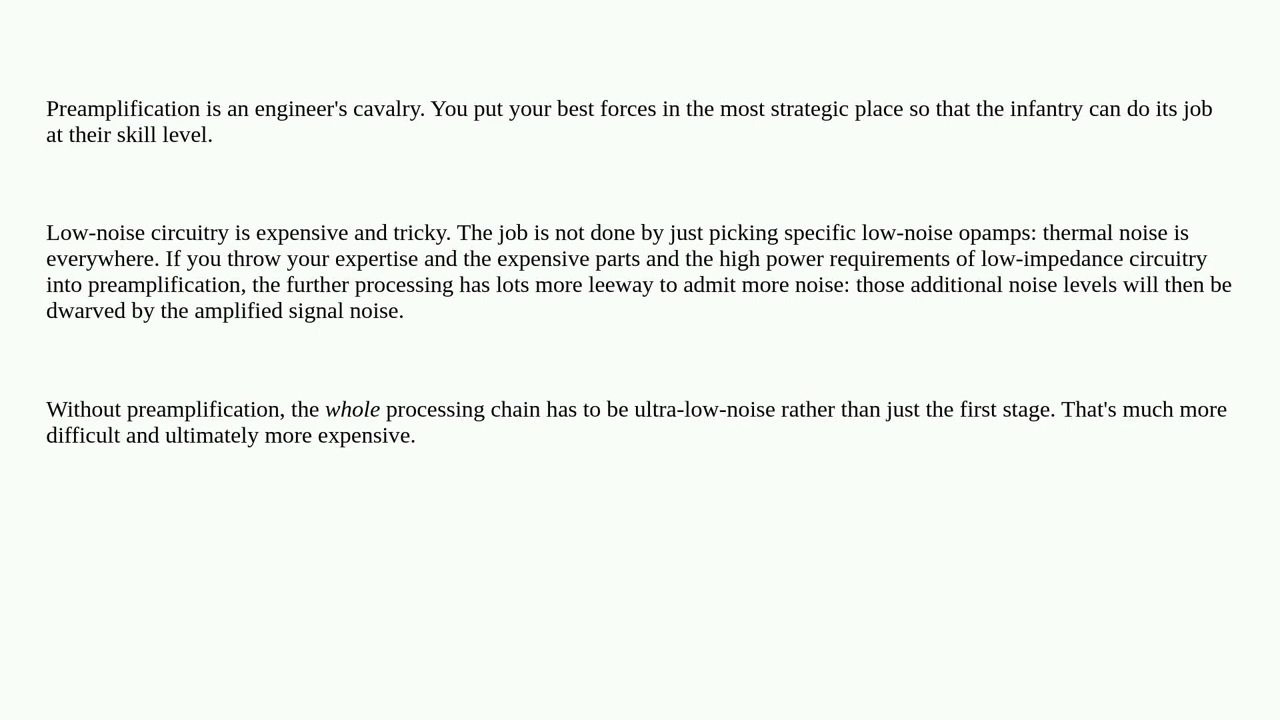 Preamplification is an engineer's cavalry. You put your best forces in the most strategic place so that the infantry can do its job
at their skill level.
Low-noise circuitry is expensive and tricky. The job is not done by just picking specific low-noise opamps: thermal noise is
everywhere. If you throw your expertise and the expensive parts and the high power requirements of low-impedance circuitry
into preamplification, the further processing has lots more leeway to admit more noise: those additional noise levels will then be
dwarved by the amplified signal noise.
Without preamplification, the whole processing chain has to be ultra-low-noise rather than just the first stage. That's much more
difficult and ultimately more expensive.